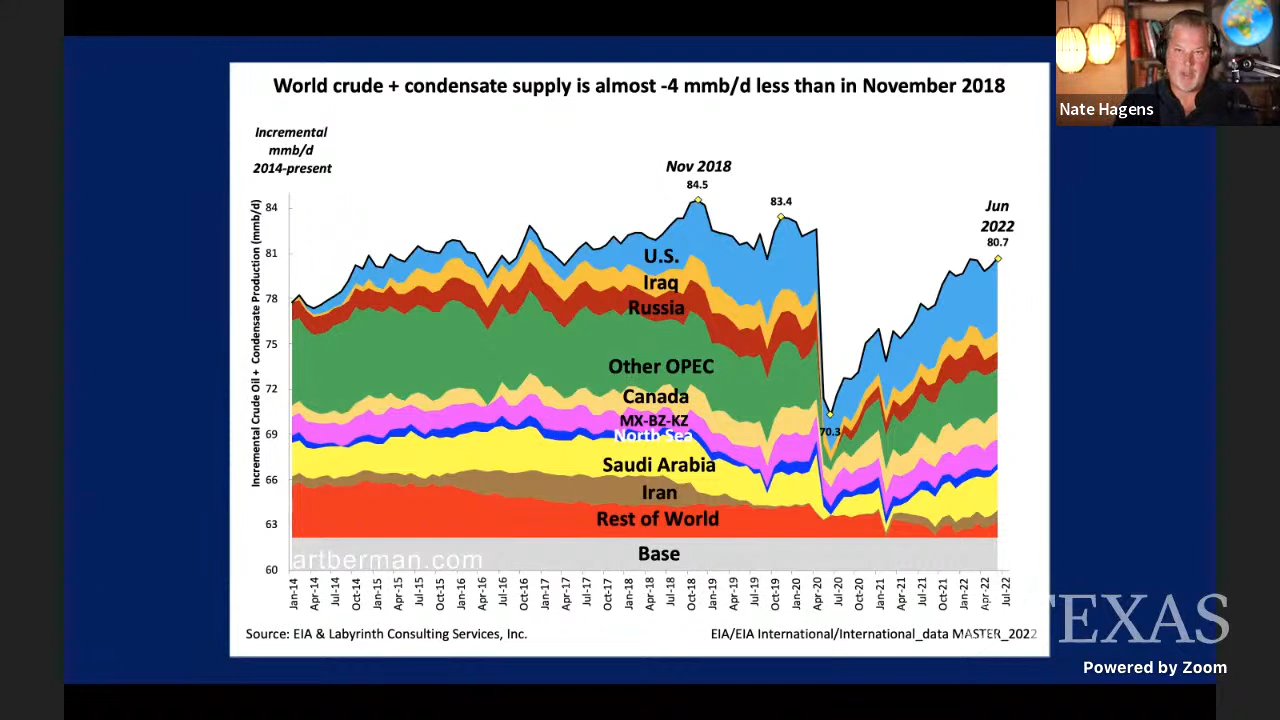 World crude + condensate supply is almost -4 mmb/d less than in November 2018
Nate Hagens
Incremental
mmb/d
2014-present
Nov 2018
84.5
83.4
Jun
2022
80.7
70.3
Incremental Crude Oil + Condensate Production (mmb/d)
84
81
78
75
72
69
66
63
60
U.S.
Iraq
Russia
Other OPEC
Canada
MX-BZ-KZ
North Sea
Saudi Arabia
Iran
Rest of World
Base
artberman.com
Jan-14
Apr-14
Jul-14
Oct-14
Jan-15
Apr-15
Jul-15
Oct-15
Jan-16
Apr-16
Jul-16
Oct-16
Jan-17
Apr-17
Jul-17
Oct-17
Jan-18
Apr-18
Jul-18
Oct-18
Jan-19
Apr-19
Jul-19
Oct-19
Jan-20
Apr-20
Jul-20
Oct-20
Jan-21
Apr-21
Jul-21
Oct-21
Jan-22
Apr-22
Jul-22
Source: EIA & Labyrinth Consulting Services, Inc.
EIA/EIA International/International_data MASTER_2022
TEXAS
Powered by Zoom